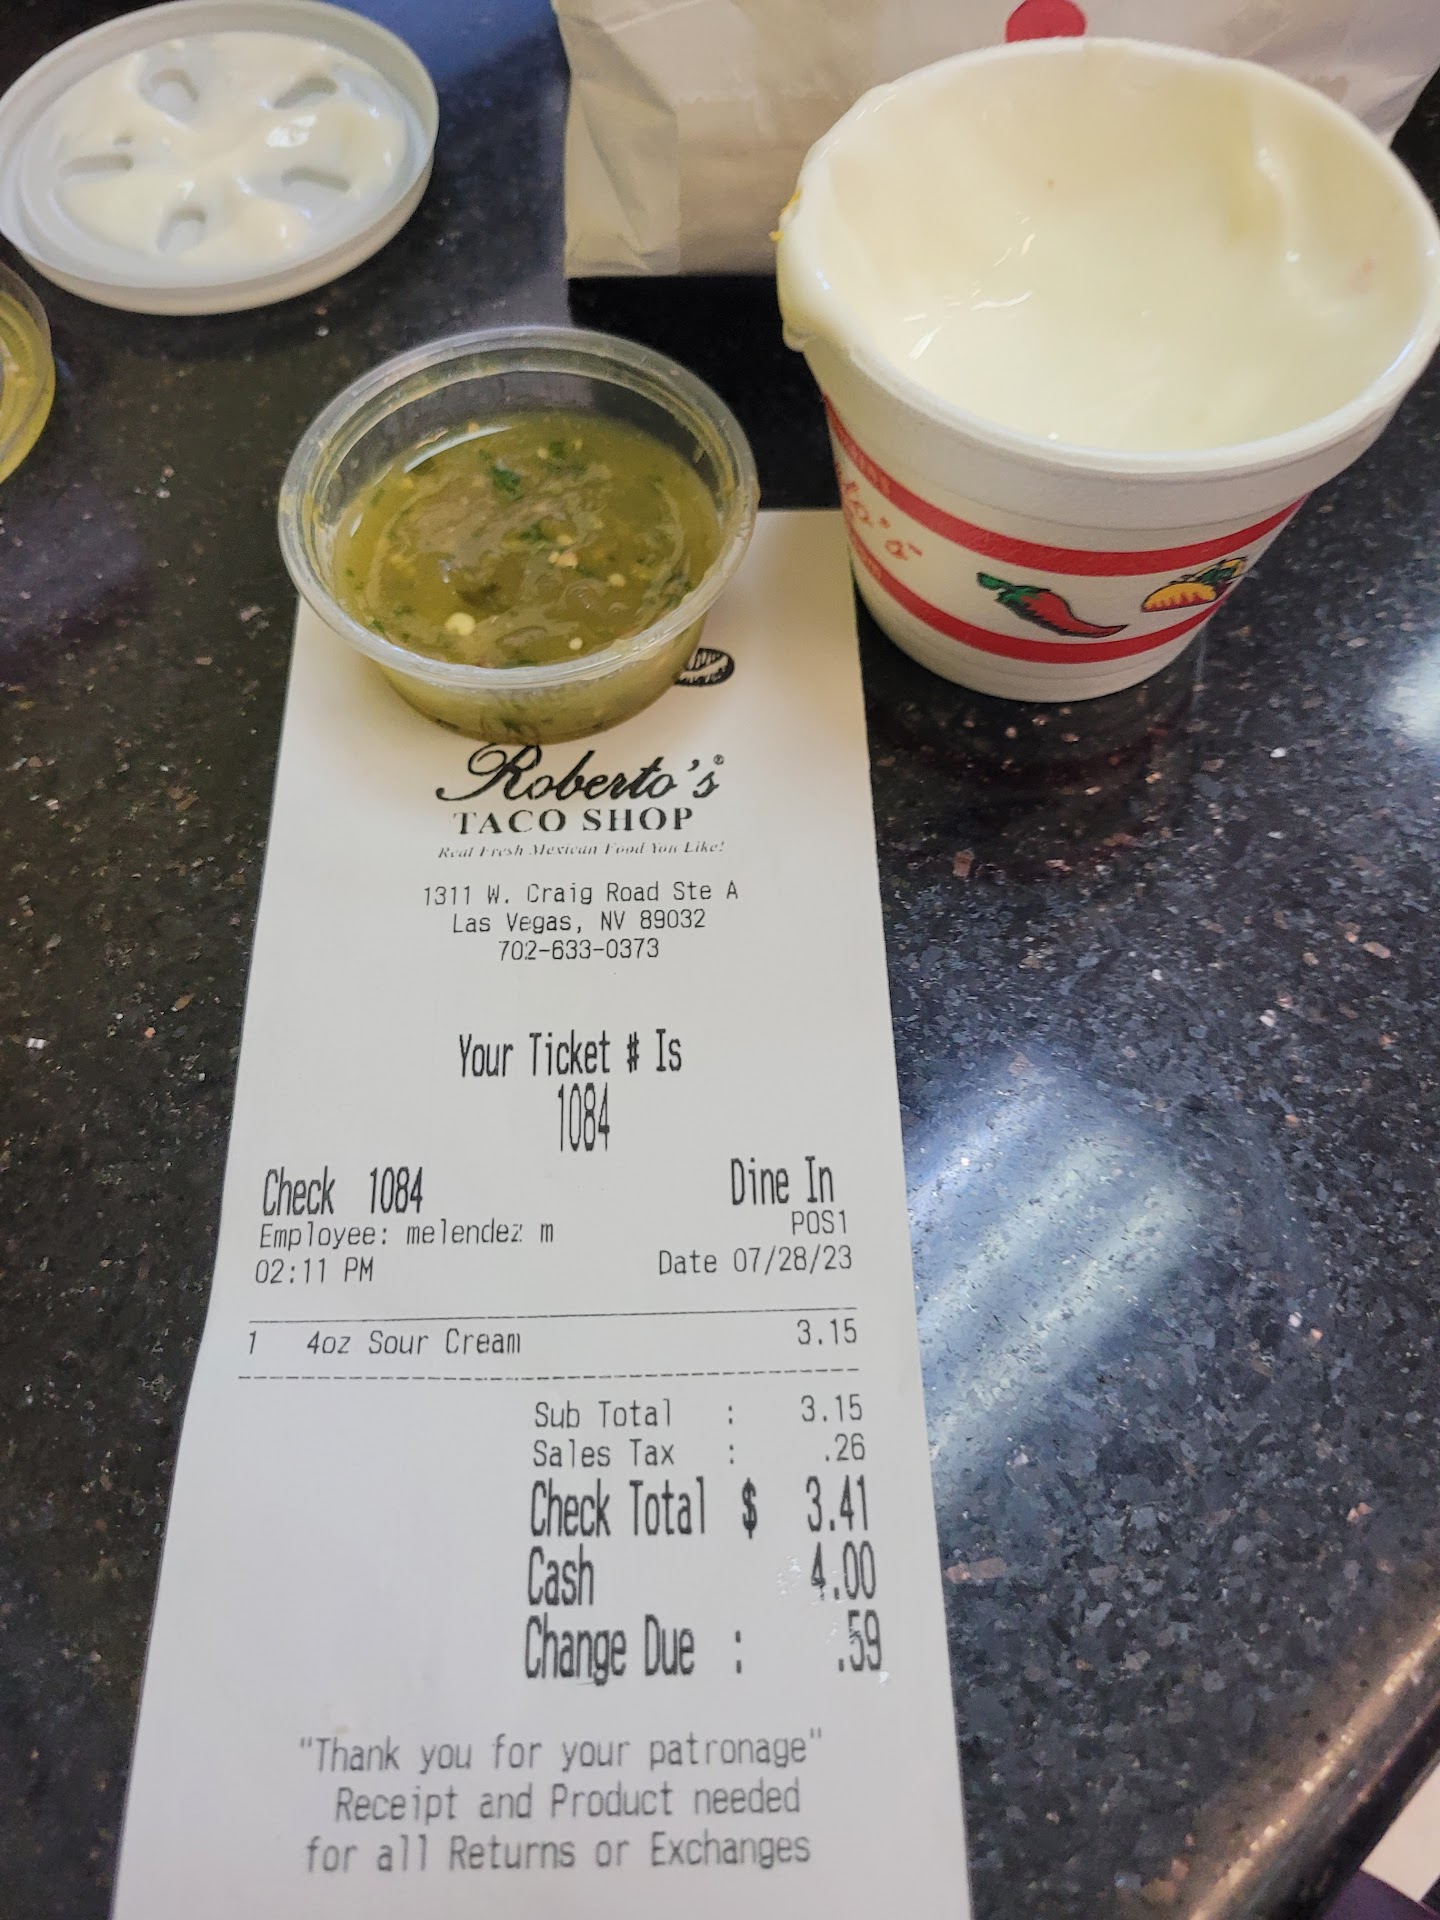 Roberto's®
TACO SHOP
Real Fresh Mexican Food You Like!
1311 W. Craig Road Ste A
Las Vegas, NV 89032
702-633-0373
Your Ticket # Is
1084
Check 1084 Dine In
Employee: melendez m POS1
02:11 PM Date 07/28/23
1 4oz Sour Cream 3.15
Sub Total : 3.15
Sales Tax : .26
Check Total $ 3.41
Cash 4.00
Change Due : .59
"Thank you for your patronage"
Receipt and Product needed
for all Returns or Exchanges